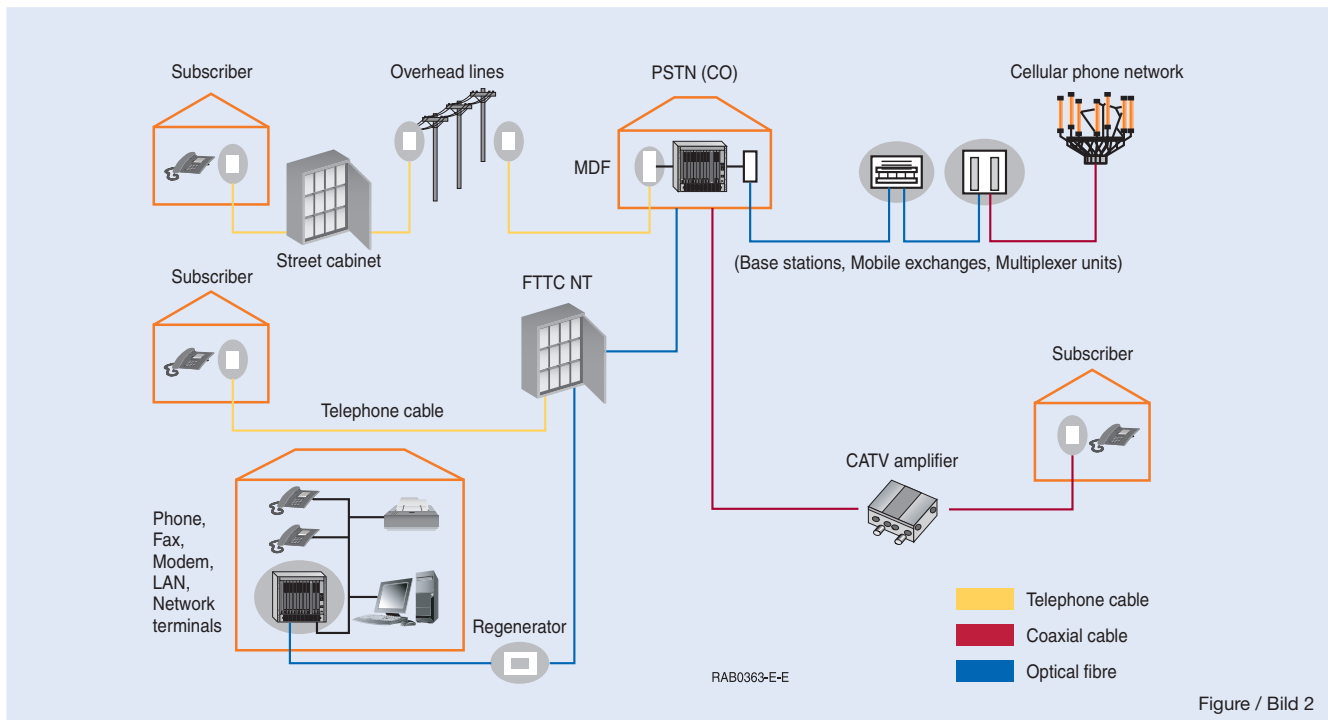 Subscriber
Overhead lines
PSTN (CO)
Cellular phone network
MDF
Street cabinet
(Base stations, Mobile exchanges, Multiplexer units)
Subscriber
FTTC NT
Subscriber
Telephone cable
CATV amplifier
Phone,
Fax,
Modem,
LAN,
Network
terminals
Regenerator
Telephone cable
Coaxial cable
Optical fibre
RAB0363-E-E
Figure / Bild 2